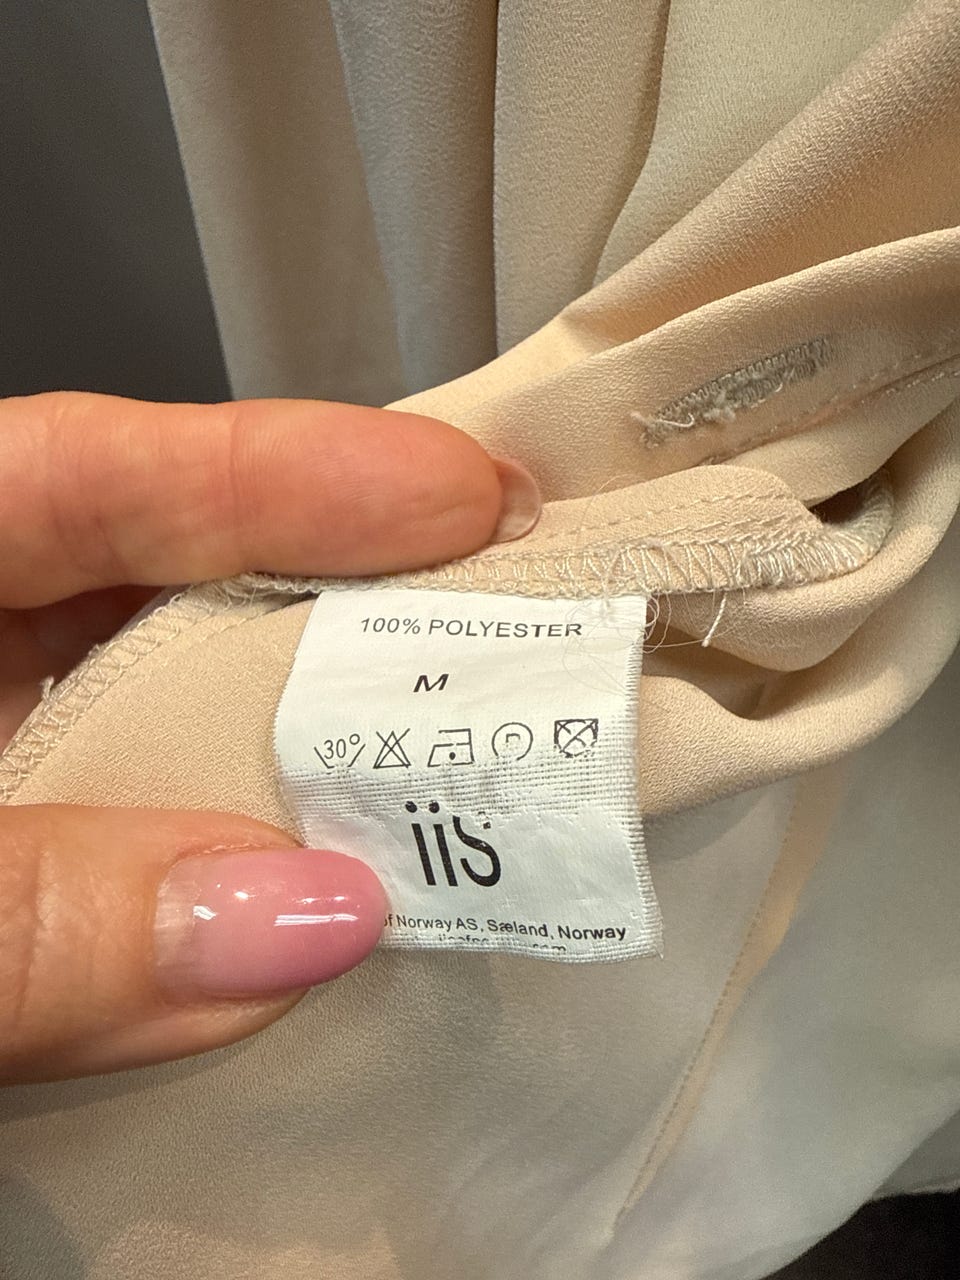 100% POLYESTER
M
30°
P
iiS
of Norway AS, Sæland, Norway